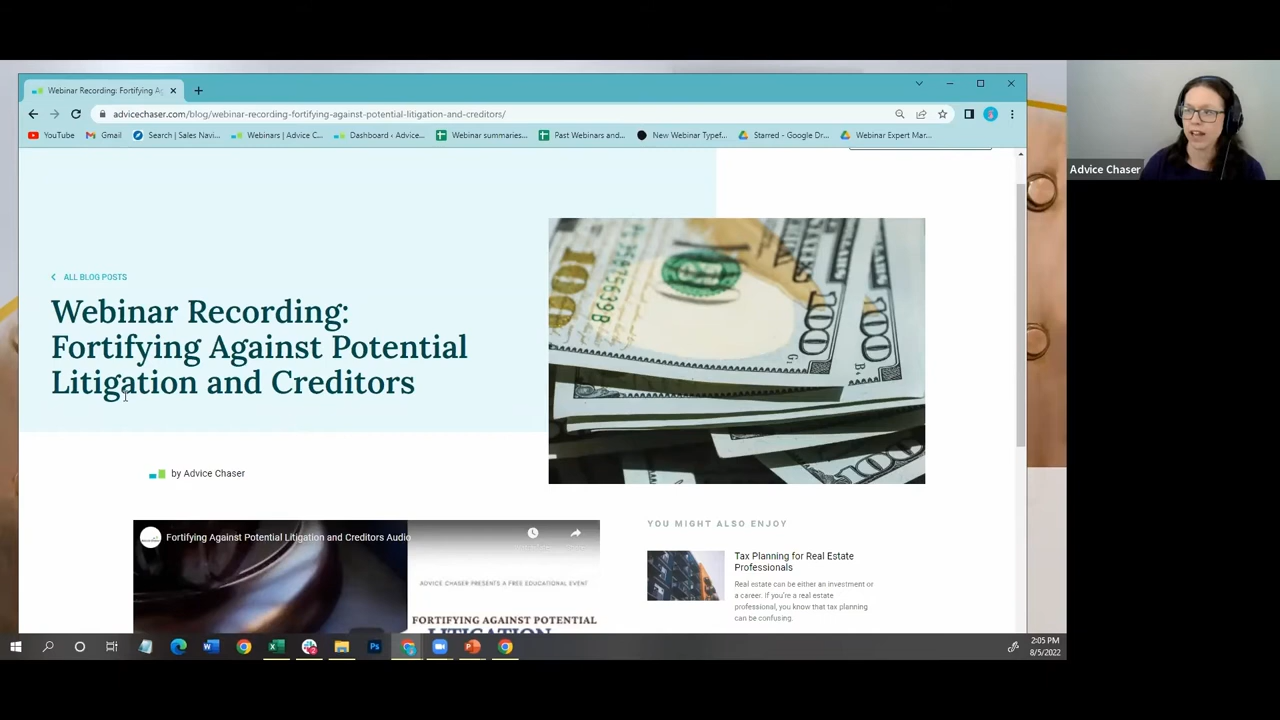 Webinar Recording: Fortifying Ag
advicechaser.com/blog/webinar-recording-fortifying-against-potential-litigation-and-creditors/
YouTube
Gmail
Search | Sales Navi...
Webinars | Advice C...
Dashboard ‹ Advice...
Webinar summaries...
Past Webinars and...
New Webinar Typef...
Starred - Google Dr...
Webinar Expert Mar...
Advice Chaser
ALL BLOG POSTS
Webinar Recording:
Fortifying Against Potential
Litigation and Creditors
100
100
100
100
by Advice Chaser
Fortifying Against Potential Litigation and Creditors Audio
ADVICE CHASER PRESENTS A FREE EDUCATIONAL EVENT
FORTIFYING AGAINST POTENTIAL
LITIGATION
YOU MIGHT ALSO ENJOY
Tax Planning for Real Estate
Professionals
Real estate can be either an investment or
a career. If you're a real estate
professional, you know that tax planning
can be confusing.
2:05 PM
8/5/2022